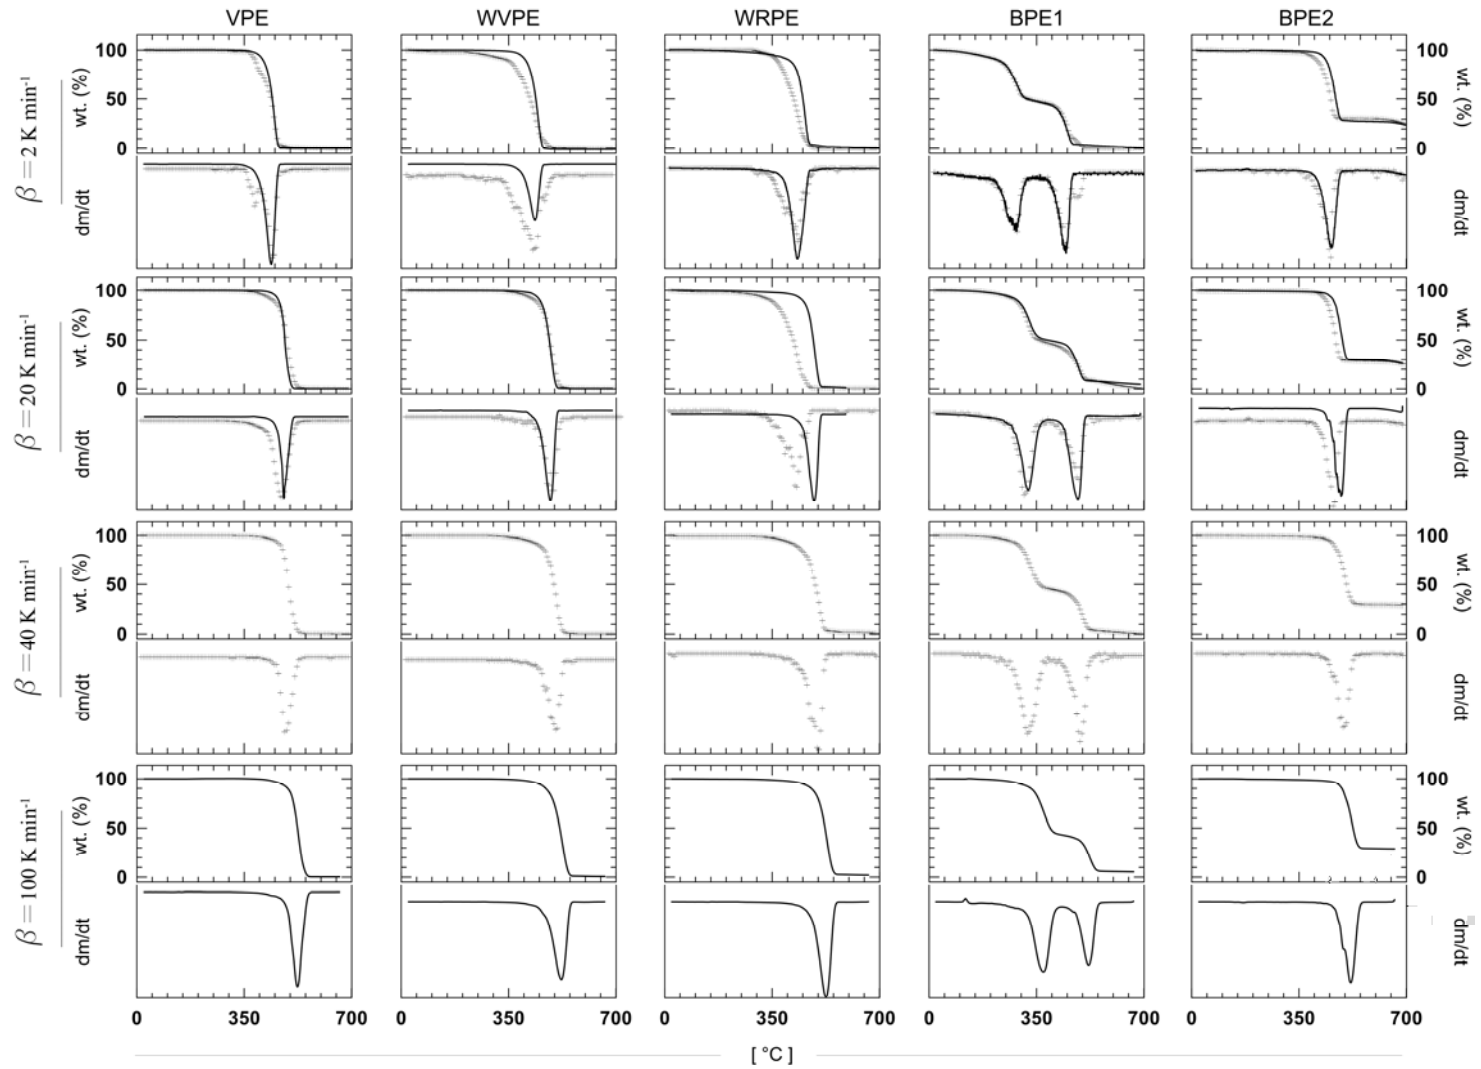 VPE WVPE WRPE BPE1 BPE2
β = 2 K min-1
wt. (%)
100
50
0
100
50
0
wt. (%)
dm/dt
dm/dt
β = 20 K min-1
wt. (%)
100
50
0
100
50
0
wt. (%)
dm/dt
dm/dt
β = 40 K min-1
wt. (%)
100
50
0
100
50
0
wt. (%)
dm/dt
dm/dt
β = 100 K min-1
wt. (%)
100
50
0
100
50
0
wt. (%)
dm/dt
dm/dt
0 350 700 0 350 700 0 350 700 0 350 700 0 350 700
[ °C ]